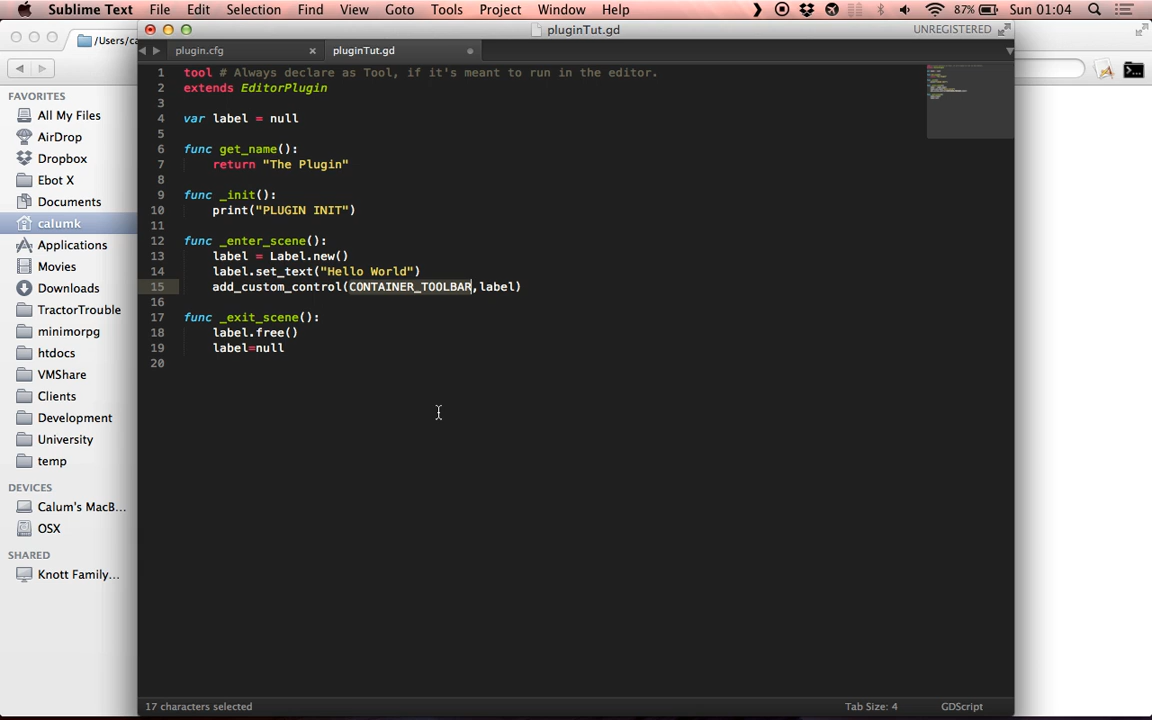 Sublime Text File Edit Selection Find View Goto Tools Project Window Help 87% Sun 01:04
pluginTut.gd UNREGISTERED
/Users/ca
plugin.cfg pluginTut.gd
FAVORITES
All My Files
AirDrop
Dropbox
Ebot X
Documents
calumk
Applications
Movies
Downloads
TractorTrouble
minimorpg
htdocs
VMShare
Clients
Development
University
temp
DEVICES
Calum's MacB...
OSX
SHARED
Knott Family...
1 tool # Always declare as Tool, if it's meant to run in the editor.
2 extends EditorPlugin
3
4 var label = null
5
6 func get_name():
7 return "The Plugin"
8
9 func _init():
10 print("PLUGIN INIT")
11
12 func _enter_scene():
13 label = Label.new()
14 label.set_text("Hello World")
15 add_custom_control(CONTAINER_TOOLBAR,label)
16
17 func _exit_scene():
18 label.free()
19 label=null
20
17 characters selected Tab Size: 4 GDScript